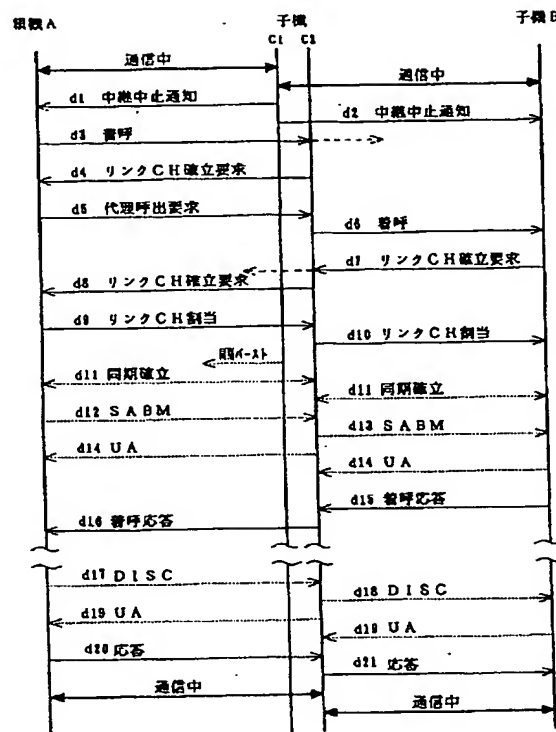 親機A 子機 子機B
C1 C2
通信中
通信中
d1 中継中止通知
d2 中継中止通知
d3 着呼
d4 リンクCH確立要求
d5 代理呼出要求
d6 着呼
d7 リンクCH確立要求
d8 リンクCH確立要求
d9 リンクCH割当
d10 リンクCH割当
同期バースト
d11 同期確立
d11 同期確立
d12 SABM
d13 SABM
d14 UA
d14 UA
d15 着呼応答
d16 着呼応答
d17 DISC
d18 DISC
d19 UA
d19 UA
d20 応答
d21 応答
通信中
通信中